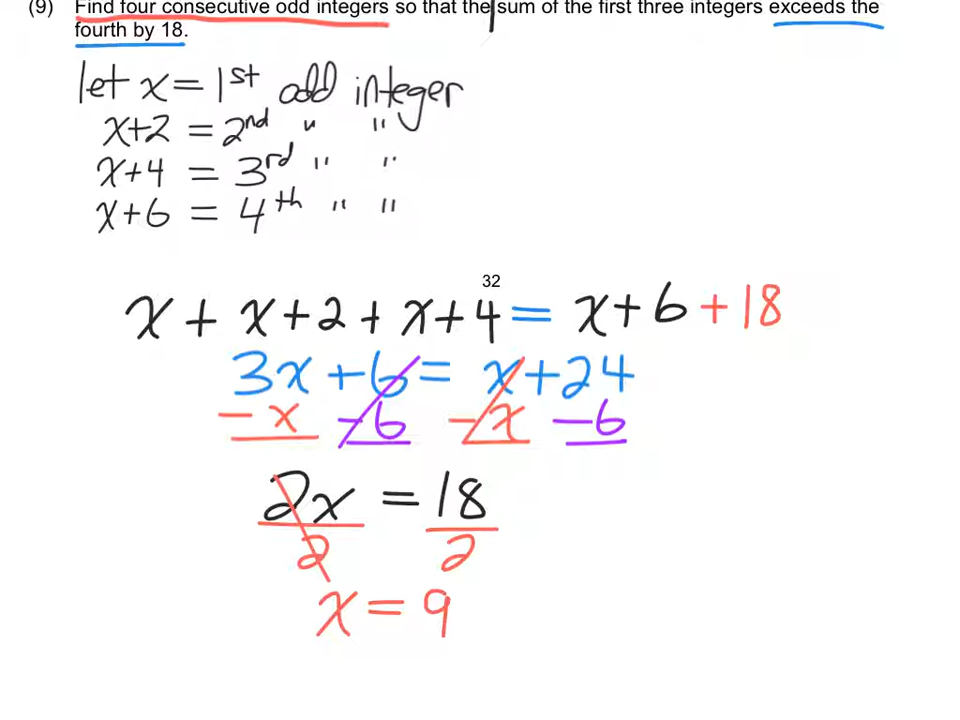 (9) Find four consecutive odd integers so that the sum of the first three integers exceeds the
fourth by 18.
let x = 1st odd integer
x+2 = 2nd " "
x+4 = 3rd " "
x+6 = 4th " "
32
x + x+2 + x+4 = x+6 +18
3x +6 = x+24
-x -6 -x -6
2x = 18
2 2
x = 9